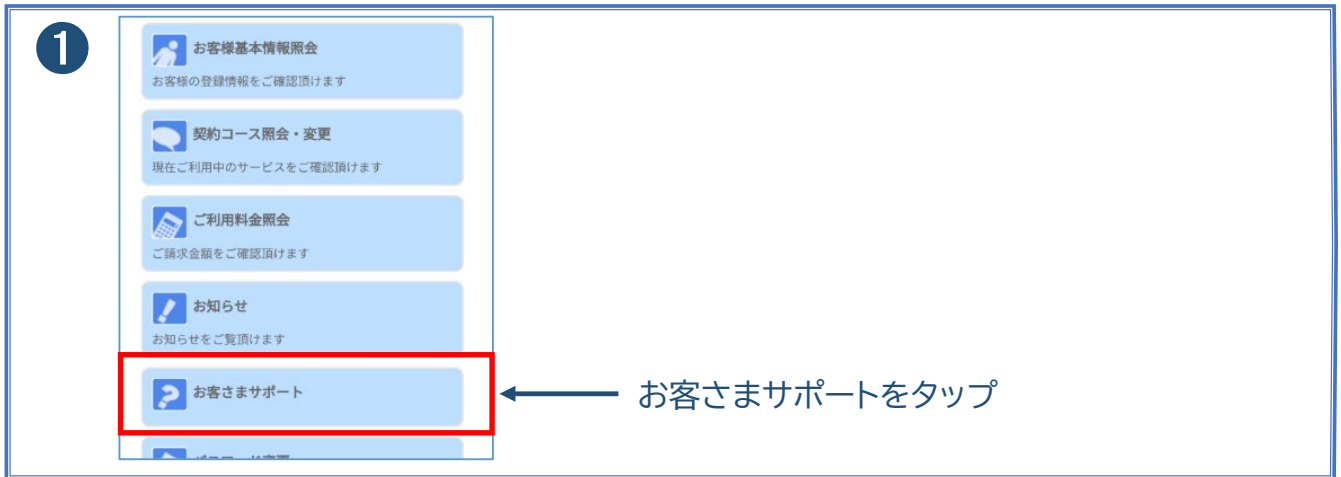 1
お客様基本情報照会
お客様の登録情報をご確認頂けます
契約コース照会・変更
現在ご利用中のサービスをご確認頂けます
ご利用料金照会
ご請求金額をご確認頂けます
お知らせ
お知らせをご覧頂けます
お客さまサポート
お客さまサポートをタップ